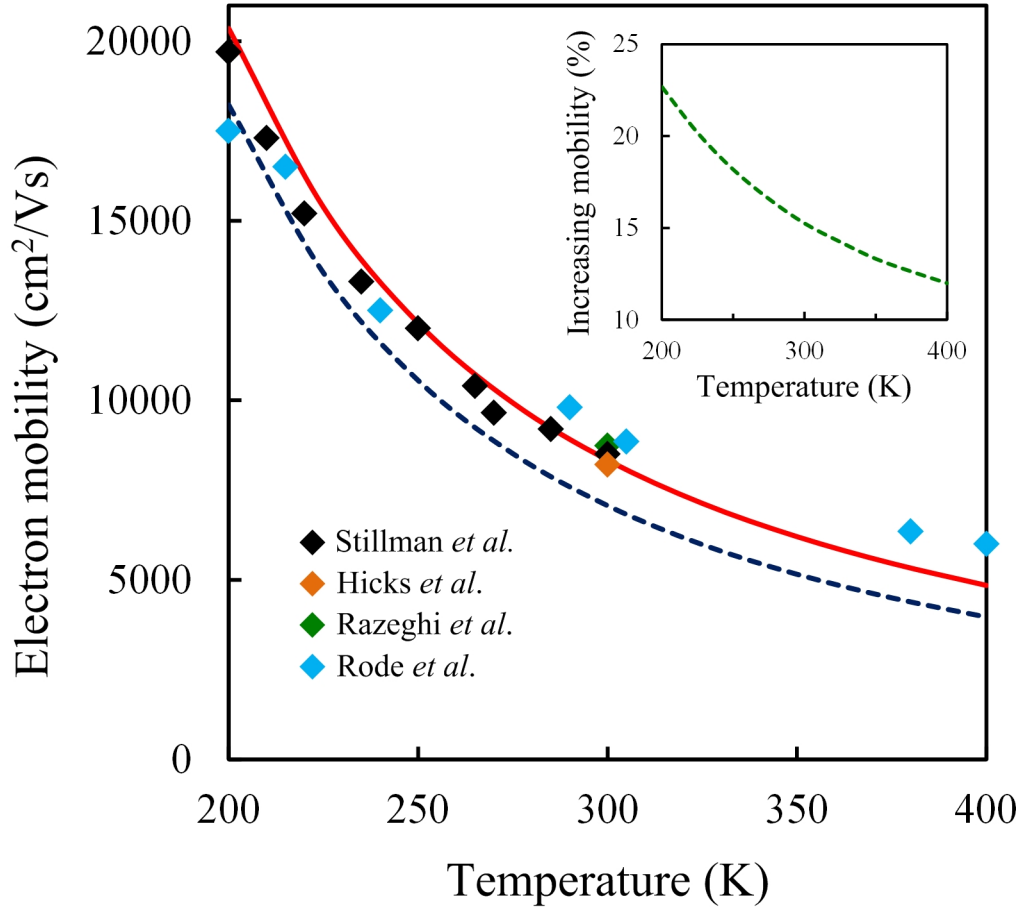 Electron mobility (cm²/Vs)
20000
15000
10000
5000
0
200
250
300
350
400
Temperature (K)
Stillman et al.
Hicks et al.
Razeghi et al.
Rode et al.
Increasing mobility (%)
25
20
15
10
200
300
400
Temperature (K)